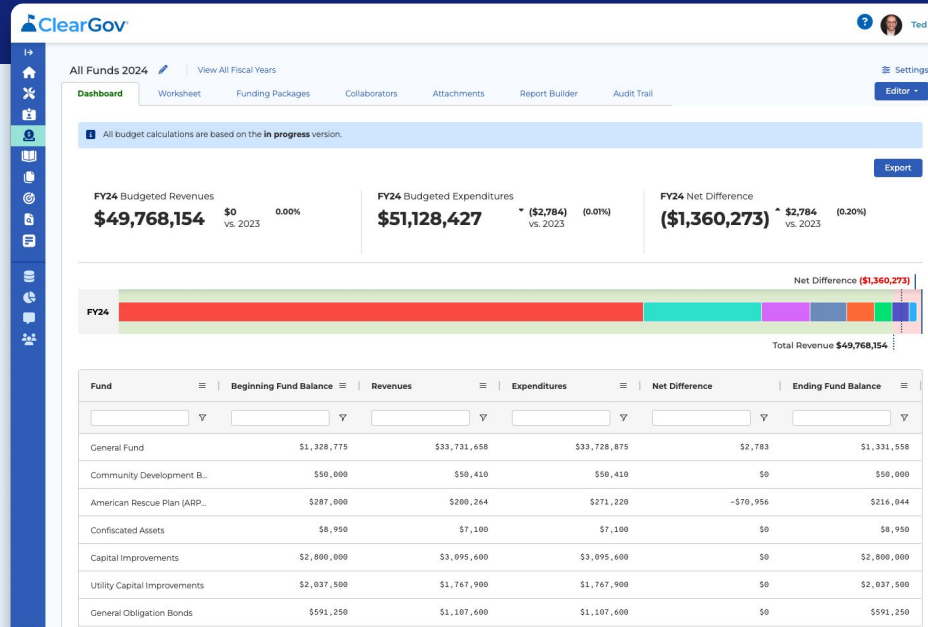 ClearGov
Ted
All Funds 2024
View All Fiscal Years
Settings
Dashboard Worksheet Funding Packages Collaborators Attachments Report Builder Audit Trail
Editor
All budget calculations are based on the in progress version.
Export
FY24 Budgeted Revenues
$49,768,154
$0 0.00%
vs. 2023
FY24 Budgeted Expenditures
$51,128,427
($2,784) (0.01%)
vs. 2023
FY24 Net Difference
($1,360,273)
$2,784 (0.20%)
vs. 2023
Net Difference ($1,360,273)
FY24
Total Revenue $49,768,154
Fund Beginning Fund Balance Revenues Expenditures Net Difference Ending Fund Balance
General Fund $1,328,775 $33,731,658 $33,728,875 $2,783 $1,331,558
Community Development B... $50,000 $50,410 $50,410 $0 $50,000
American Rescue Plan (ARP... $287,000 $200,264 $271,220 -$70,956 $216,044
Confiscated Assets $8,950 $7,100 $7,100 $0 $8,950
Capital Improvements $2,800,000 $3,095,600 $3,095,600 $0 $2,800,000
Utility Capital Improvements $2,037,500 $1,767,900 $1,767,900 $0 $2,037,500
General Obligation Bonds $591,250 $1,107,600 $1,107,600 $0 $591,250